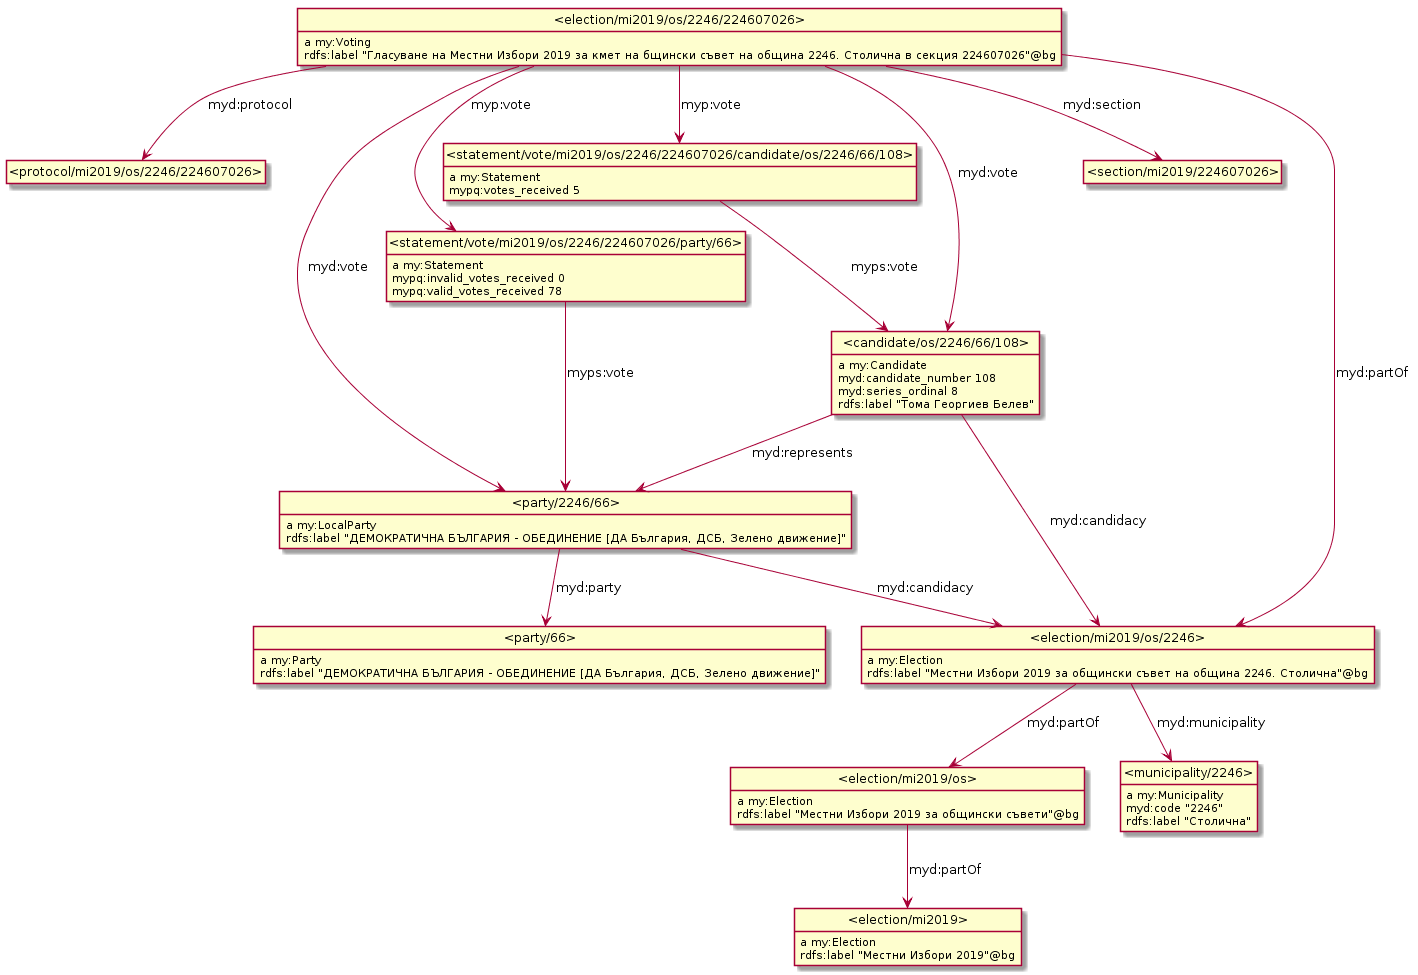 <election/mi2019/os/2246/224607026>
a my:Voting
rdfs:label "Гласуване на Местни Избори 2019 за кмет на бщински съвет на община 2246. Столична в секция 224607026"@bg
myd:protocol
myp:vote
myp:vote
myd:section
<statement/vote/mi2019/os/2246/224607026/candidate/os/2246/66/108>
a my:Statement
mypq:votes_received 5
<protocol/mi2019/os/2246/224607026>
myd:vote
<section/mi2019/224607026>
<statement/vote/mi2019/os/2246/224607026/party/66>
a my:Statement
mypq:invalid_votes_received 0
mypq:valid_votes_received 78
myd:vote
myps:vote
<candidate/os/2246/66/108>
a my:Candidate
myd:candidate_number 108
myd:series_ordinal 8
rdfs:label "Тома Георгиев Белев"
myps:vote
myd:partOf
myd:represents
<party/2246/66>
a my:LocalParty
rdfs:label "ДЕМОКРАТИЧНА БЪЛГАРИЯ - ОБЕДИНЕНИЕ [ДА България, ДСБ, Зелено движение]"
myd:candidacy
myd:party
myd:candidacy
<party/66>
a my:Party
rdfs:label "ДЕМОКРАТИЧНА БЪЛГАРИЯ - ОБЕДИНЕНИЕ [ДА България, ДСБ, Зелено движение]"
<election/mi2019/os/2246>
a my:Election
rdfs:label "Местни Избори 2019 за общински съвет на община 2246. Столична"@bg
myd:partOf
myd:municipality
<election/mi2019/os>
a my:Election
rdfs:label "Местни Избори 2019 за общински съвети"@bg
<municipality/2246>
a my:Municipality
myd:code "2246"
rdfs:label "Столична"
myd:partOf
<election/mi2019>
a my:Election
rdfs:label "Местни Избори 2019"@bg